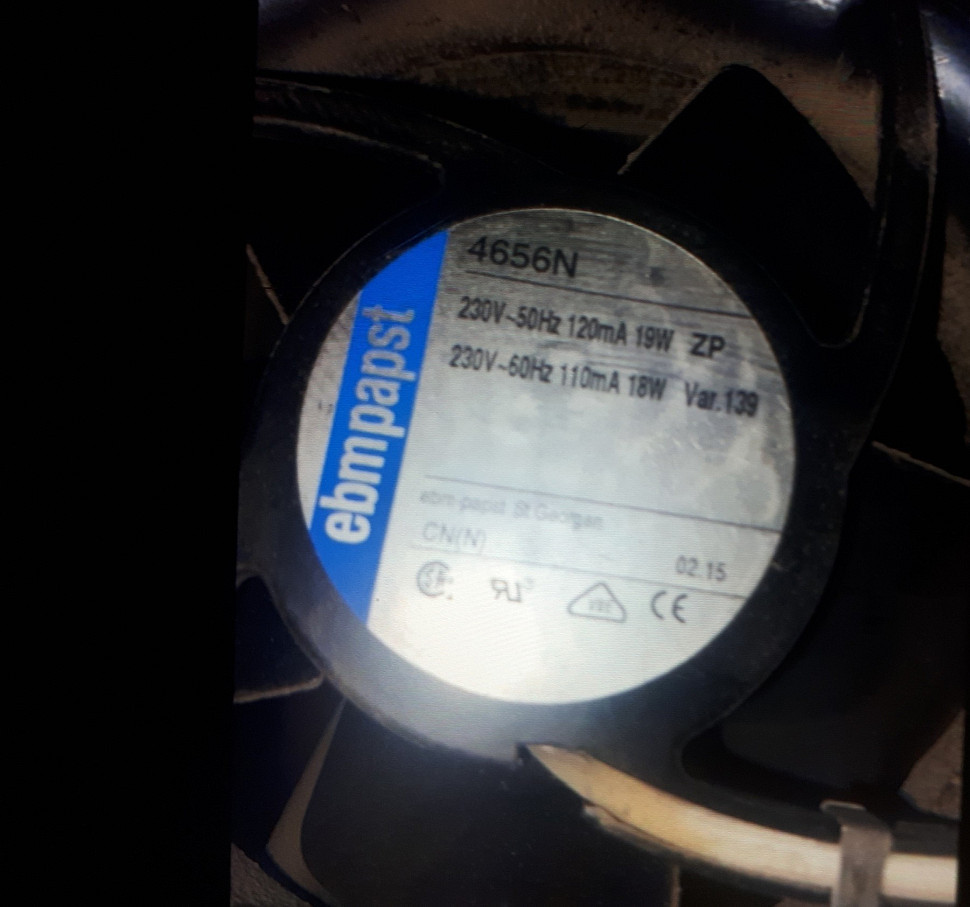 ebmpapst
4656N
230V~50Hz 120mA 19W ZP
230V~60Hz 110mA 18W Var.139
ebm-papst St.Georgen
CN(N)
02.15
VDE CE